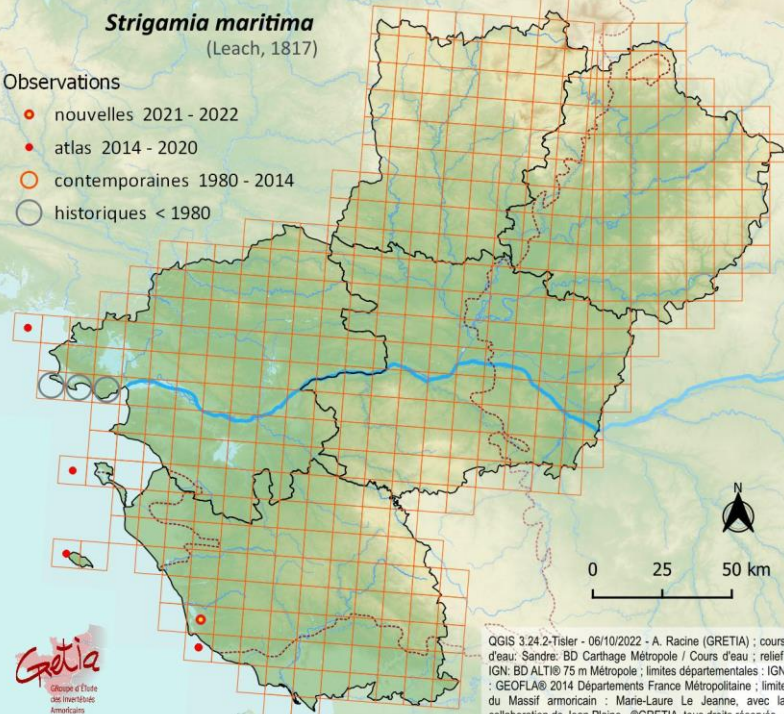 Strigamia maritima
(Leach, 1817)
Observations
nouvelles 2021 - 2022
atlas 2014 - 2020
contemporaines 1980 - 2014
historiques < 1980
N
0 25 50 km
Gretia
Groupe d'Étude
des Invertébrés
Armoricains
QGIS 3.24.2-Tisler - 06/10/2022 - A. Racine (GRETIA) ; cours
d'eau: Sandre: BD Carthage Métropole / Cours d'eau ; relief
IGN: BD ALTI® 75 m Métropole ; limites départementales : IGN
: GEOFLA® 2014 Départements France Métropolitaine ; limite
du Massif armoricain : Marie-Laure Le Jeanne, avec la